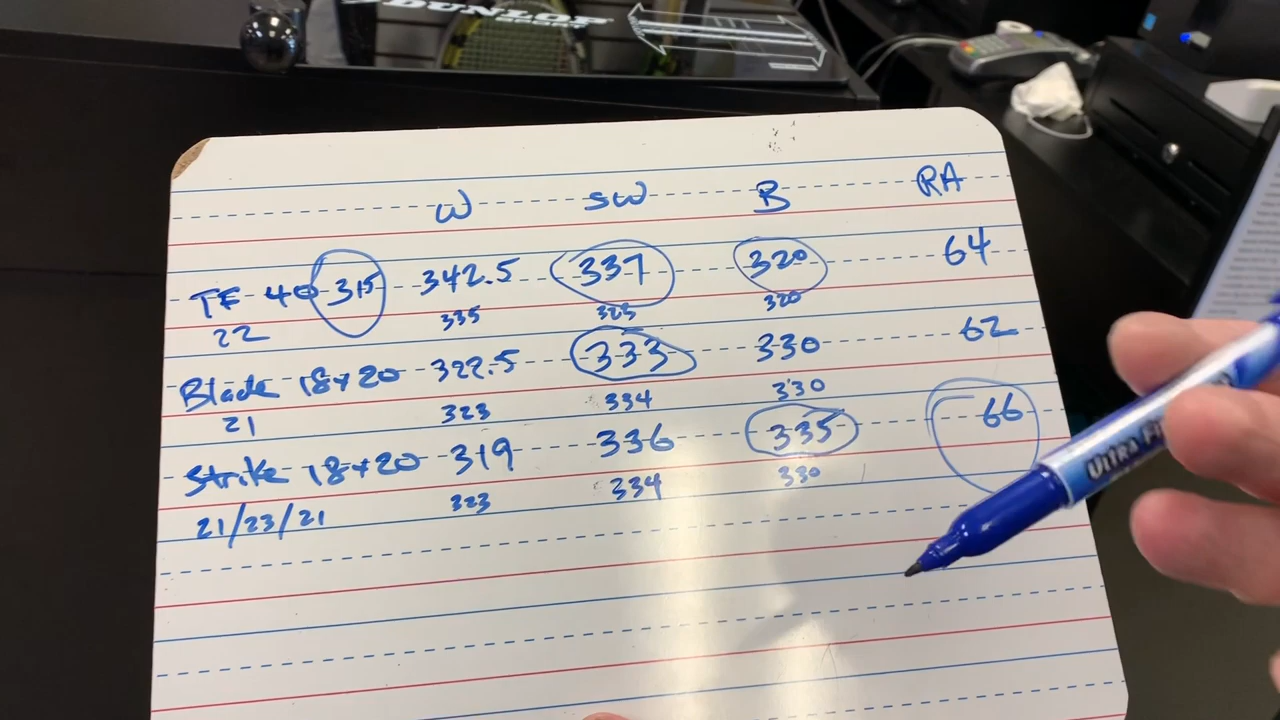 DUNLOP
W SW B RA
TF 40 315 342.5 337 320 64
22 335 325 320
Blade 18x20 322.5 333 330 62
21 323 334 330
Strike 18x20 319 336 335 66
21/23/21 323 334 330
ULTRA FI